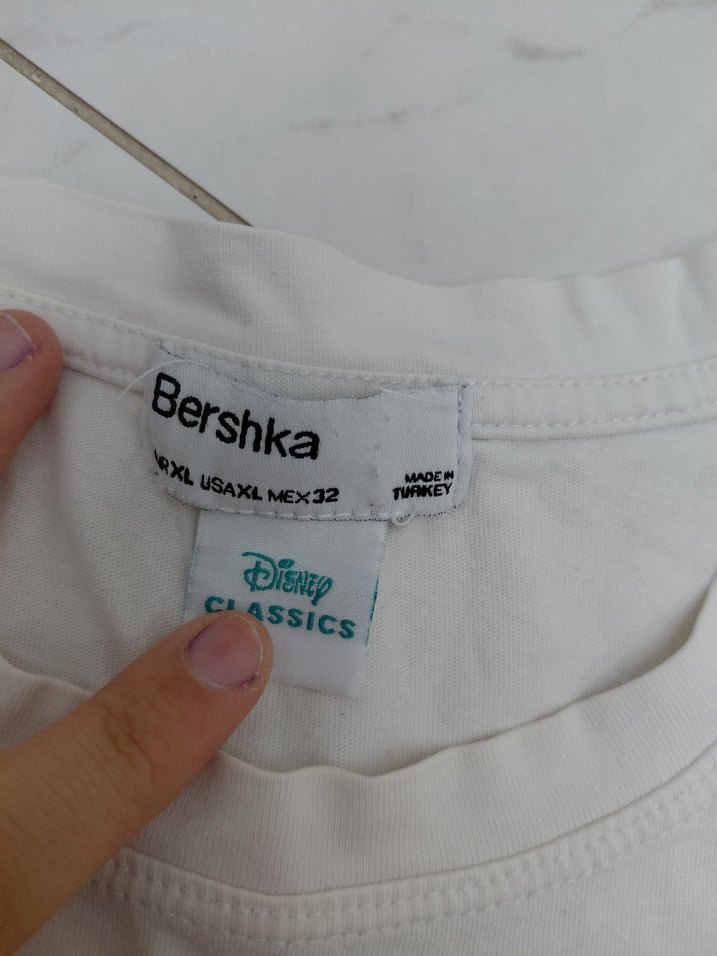 Bershka
XL USA XL MEX 32
MADE IN
TURKEY
Disney
CLASSICS